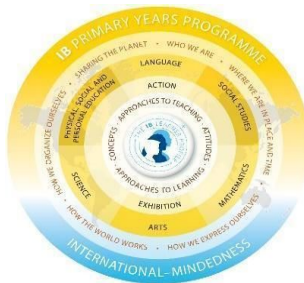 IB PRIMARY YEARS PROGRAMME
SHARING THE PLANET • WHO WE ARE • WHERE WE ARE IN PLACE AND TIME
HOW WE ORGANIZE OURSELVES • HOW THE WORLD WORKS • HOW WE EXPRESS OURSELVES
LANGUAGE
PHYSICAL, SOCIAL AND
PERSONAL EDUCATION
SOCIAL STUDIES
ACTION
APPROACHES TO TEACHING
CONCEPTS
ATTITUDES
THE IB LEARNER PROFILE
APPROACHES TO LEARNING
SCIENCE
MATHEMATICS
EXHIBITION
ARTS
INTERNATIONAL-MINDEDNESS